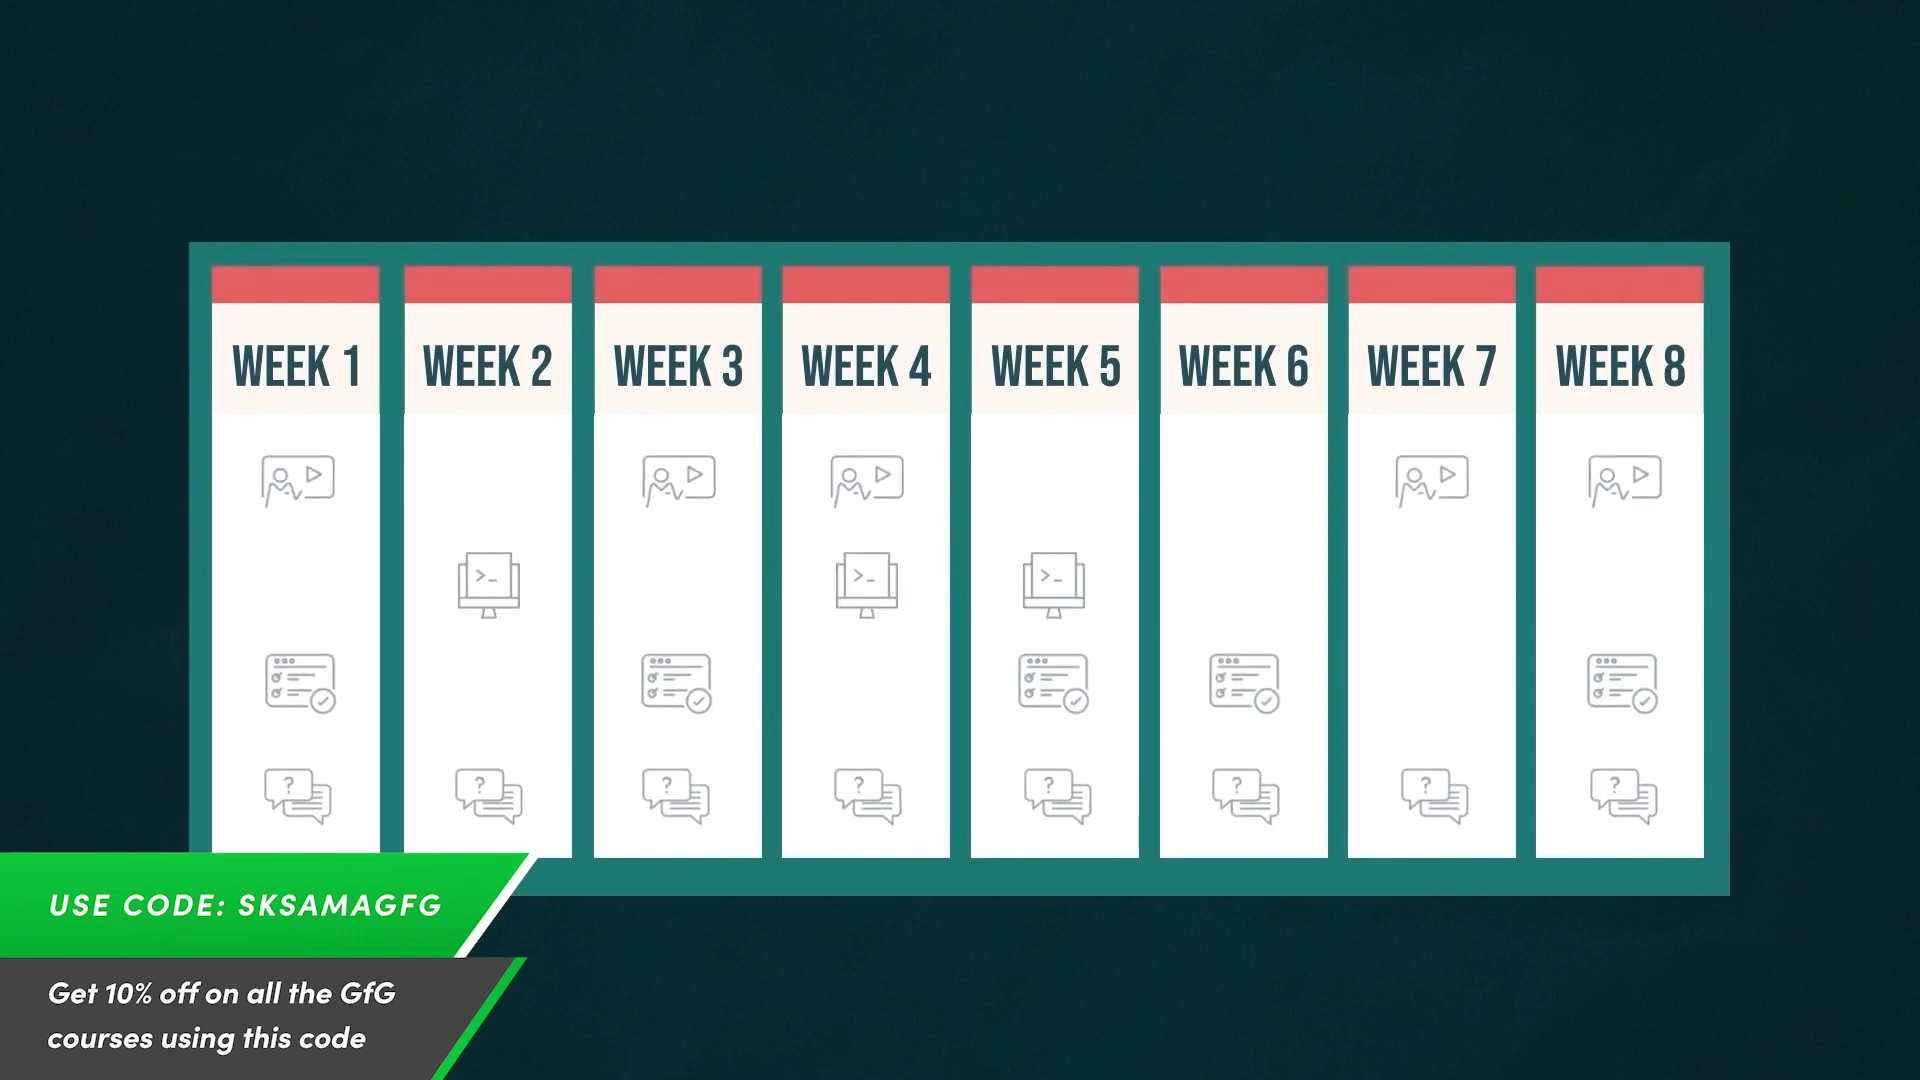 WEEK 1
WEEK 2
WEEK 3
WEEK 4
WEEK 5
WEEK 6
WEEK 7
WEEK 8
>_
>_
>_
?
?
?
?
?
?
?
?
USE CODE: SKSAMAGFG
Get 10% off on all the GfG
courses using this code